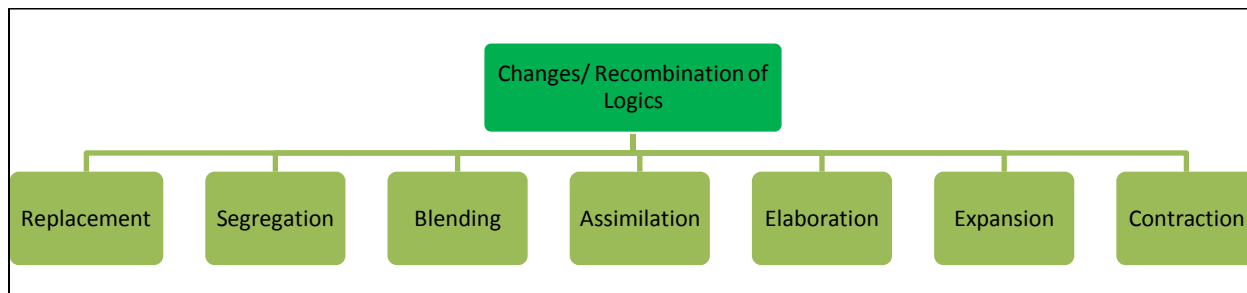 Changes/ Recombination of
Logics
Replacement
Segregation
Blending
Assimilation
Elaboration
Expansion
Contraction